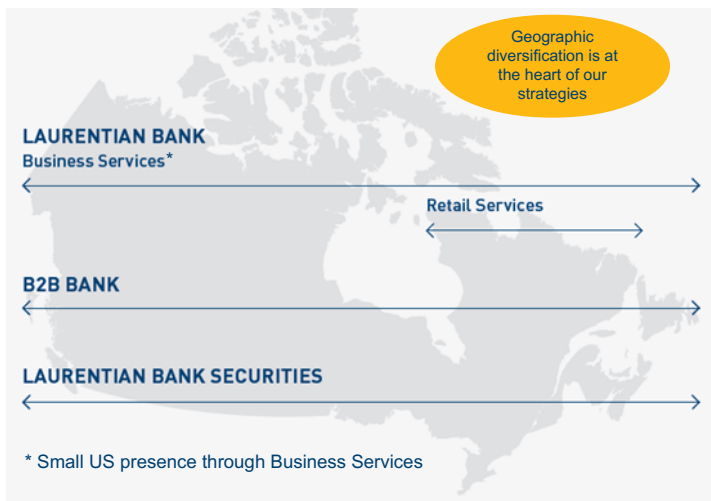 Geographic
diversification is at
the heart of our
strategies
LAURENTIAN BANK
Business Services*
Retail Services
B2B BANK
LAURENTIAN BANK SECURITIES
* Small US presence through Business Services